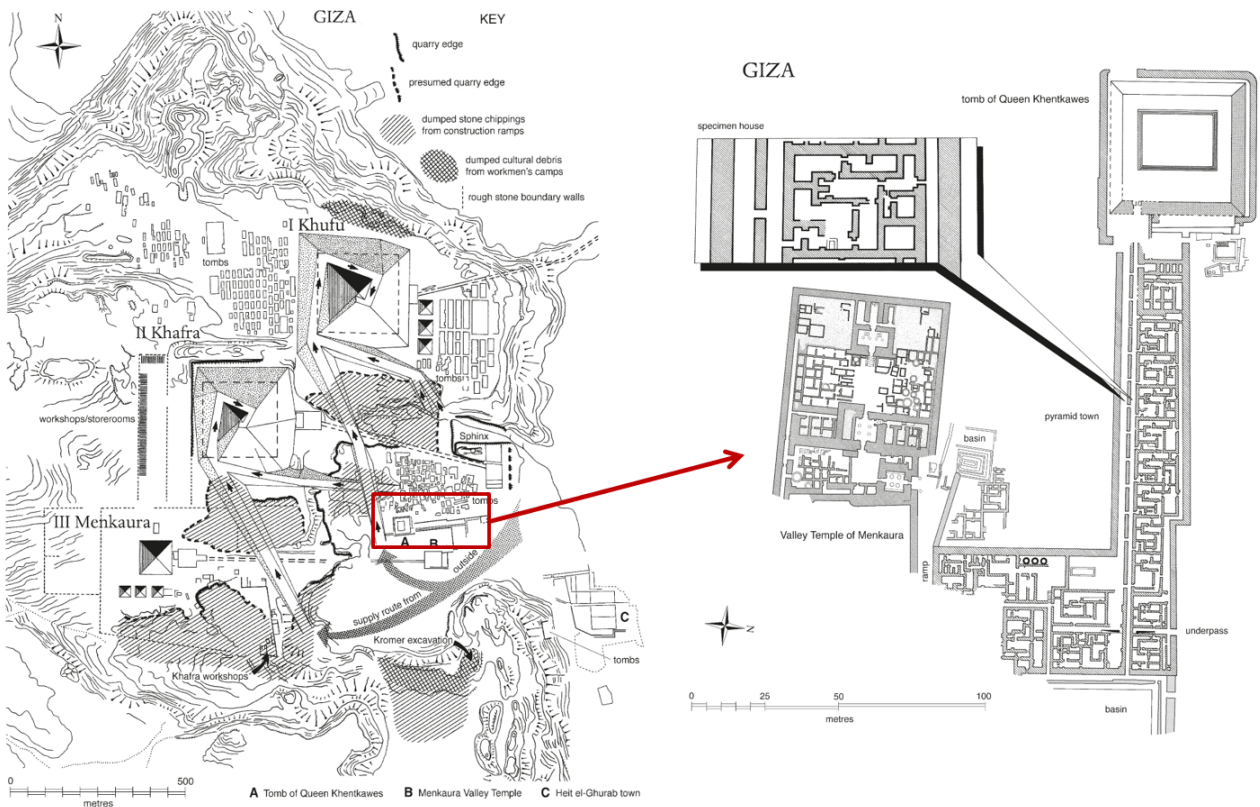 GIZA
KEY
N
quarry edge
presumed quarry edge
dumped stone chippings
from construction ramps
dumped cultural debris
from workmen's camps
rough stone boundary walls
I Khufu
tombs
II Khafra
tombs
workshops/storerooms
Sphinx
tombs
III Menkaura
A
B
supply route from
outside
C
Kromer excavation
tombs
Khafra workshops
0
500
metres
A Tomb of Queen Khentkawes
B Menkaura Valley Temple
C Heit el-Ghurab town
GIZA
tomb of Queen Khentkawes
specimen house
pyramid town
basin
Valley Temple of Menkaura
ramp
N
underpass
0
25
50
100
metres
basin